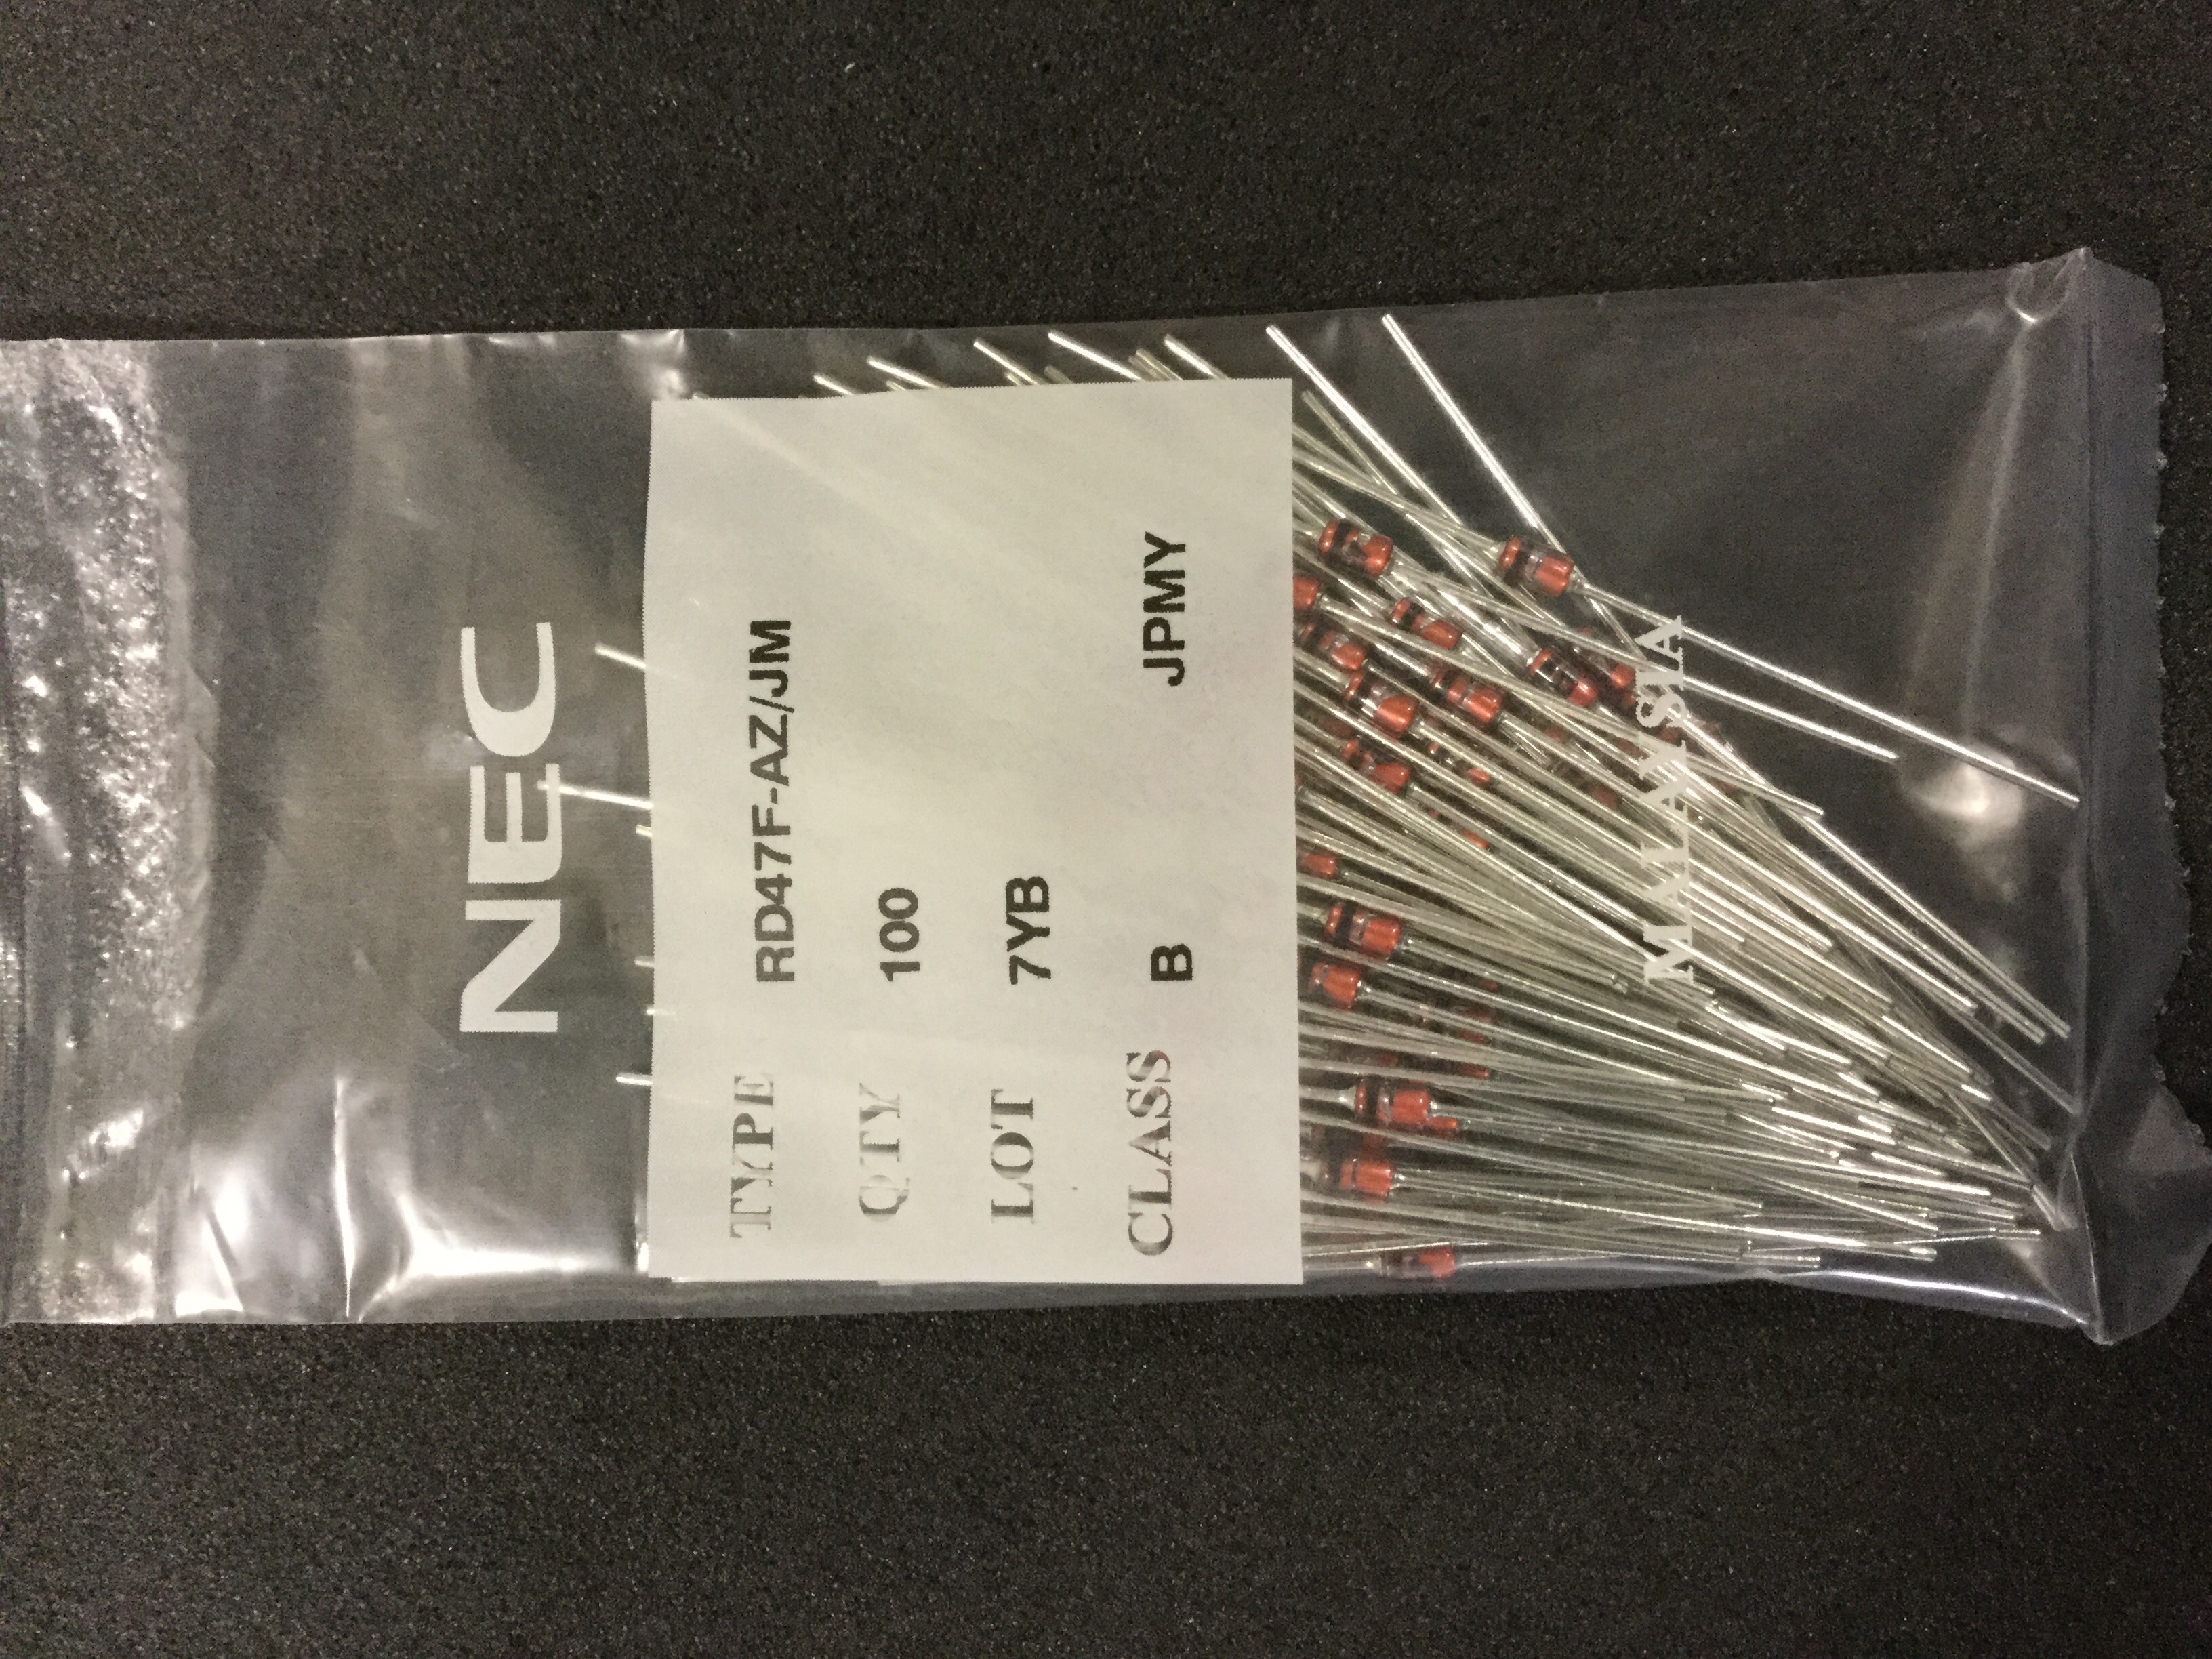 NEC
TYPE RD47F-AZ/JM
QTY 100
LOT 7YB
CLASS B JPMY
MALAYSIA